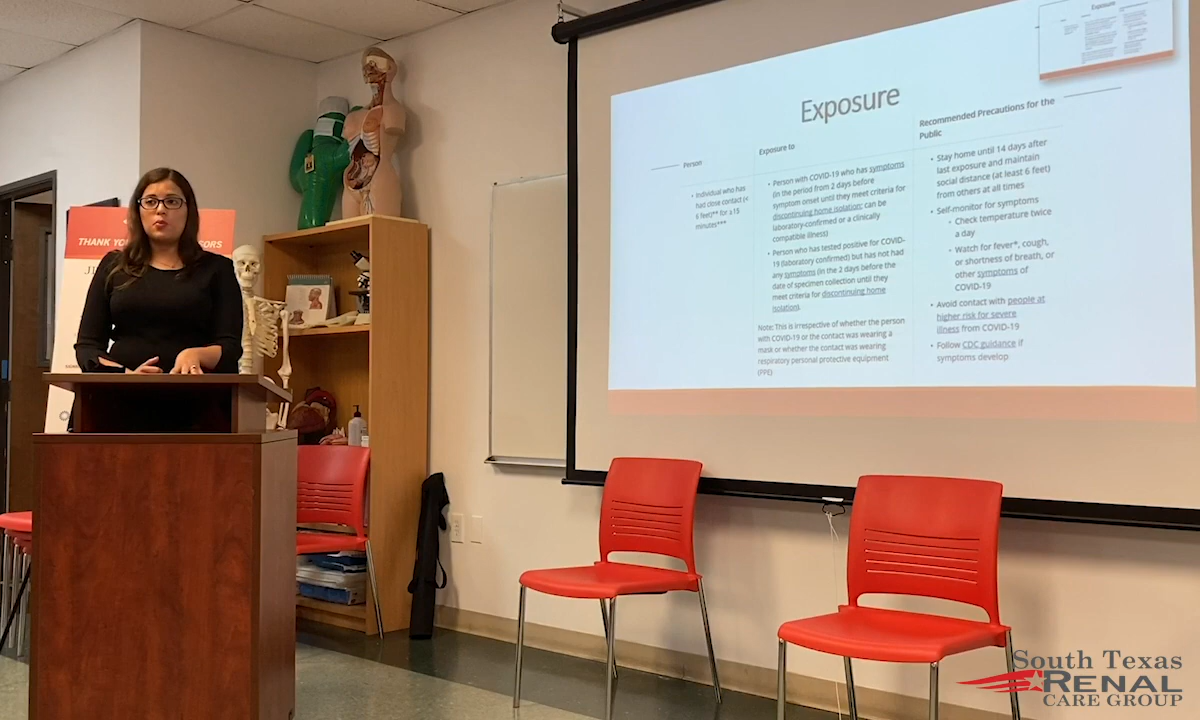 THANK YOU
SORS
Exposure
Person
Exposure to
Recommended Precautions for the
Public
• Individual who has
had close contact (<
6 feet)** for ≥15
minutes***
• Person with COVID-19 who has symptoms
(in the period from 2 days before
symptom onset until they meet criteria for
discontinuing home isolation; can be
laboratory-confirmed or a clinically
compatible illness)
• Person who has tested positive for COVID-
19 (laboratory confirmed) but has not had
any symptoms (in the 2 days before the
date of specimen collection until they
meet criteria for discontinuing home
isolation).
Note: This is irrespective of whether the person
with COVID-19 or the contact was wearing a
mask or whether the contact was wearing
respiratory personal protective equipment
(PPE)
• Stay home until 14 days after
last exposure and maintain
social distance (at least 6 feet)
from others at all times
• Self-monitor for symptoms
• Check temperature twice
a day
• Watch for fever*, cough,
or shortness of breath, or
other symptoms of
COVID-19
• Avoid contact with people at
higher risk for severe
illness from COVID-19
• Follow CDC guidance if
symptoms develop
Exposure
South Texas
RENAL
CARE GROUP